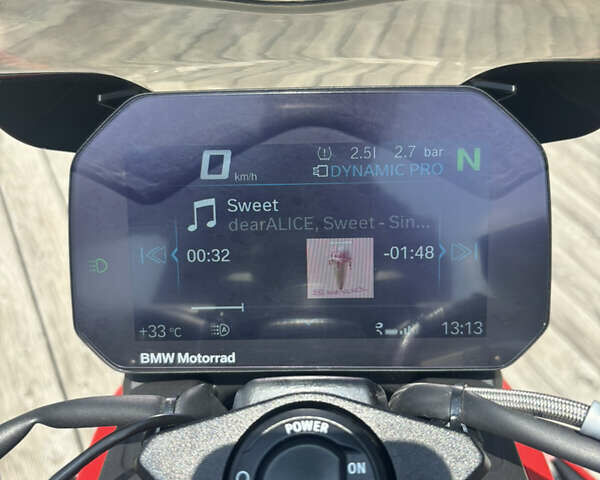 0 km/h
2.5| 2.7 bar
DYNAMIC PRO
N
Sweet
dearALICE, Sweet - Sin...
00:32
-01:48
+33 °C
A
13:13
BMW Motorrad
POWER
ON